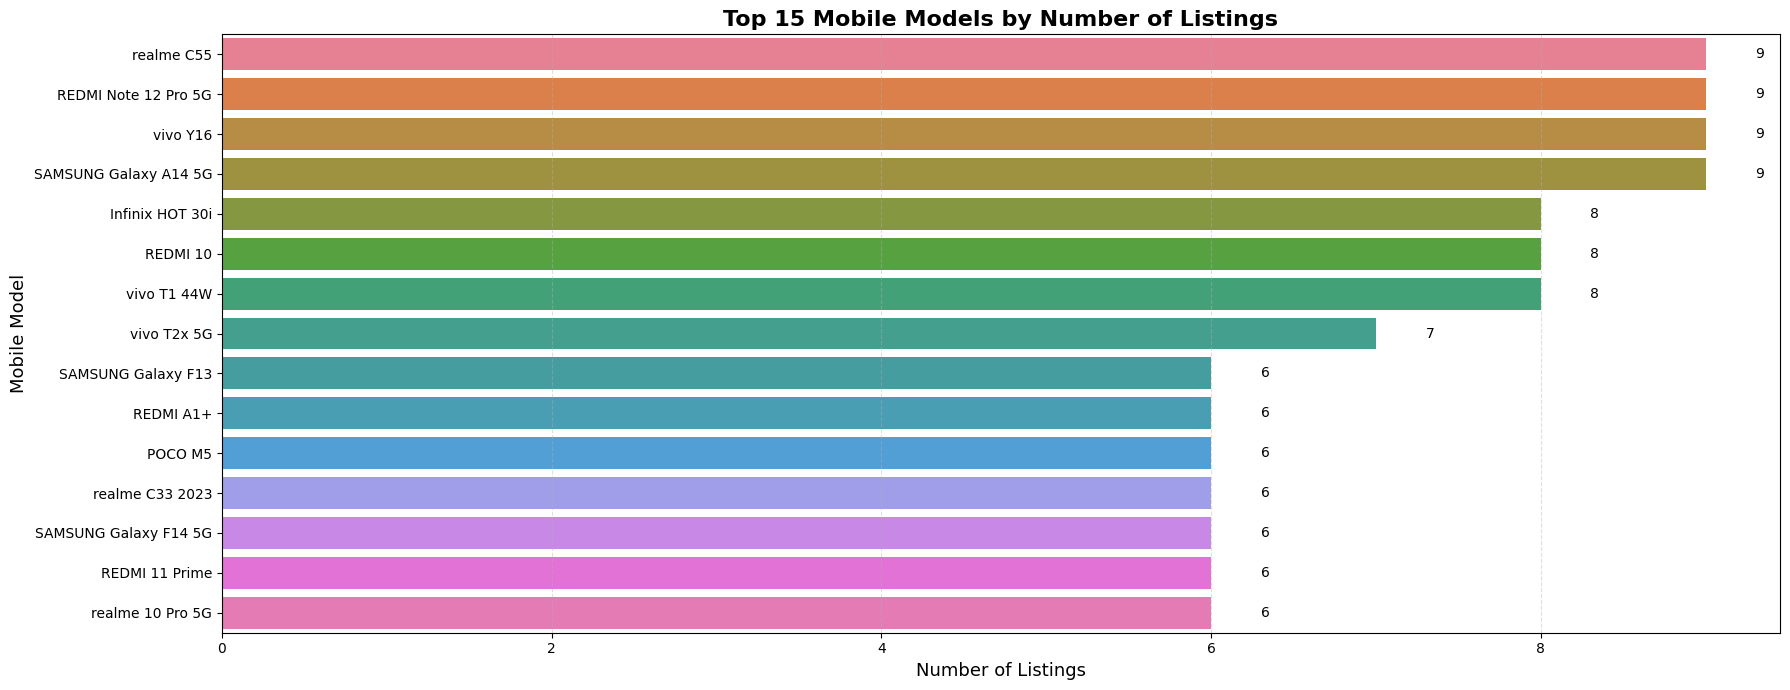 Top 15 Mobile Models by Number of Listings
Mobile Model
realme C55 9
REDMI Note 12 Pro 5G 9
vivo Y16 9
SAMSUNG Galaxy A14 5G 9
Infinix HOT 30i 8
REDMI 10 8
vivo T1 44W 8
vivo T2x 5G 7
SAMSUNG Galaxy F13 6
REDMI A1+ 6
POCO M5 6
realme C33 2023 6
SAMSUNG Galaxy F14 5G 6
REDMI 11 Prime 6
realme 10 Pro 5G 6
0 2 4 6 8
Number of Listings